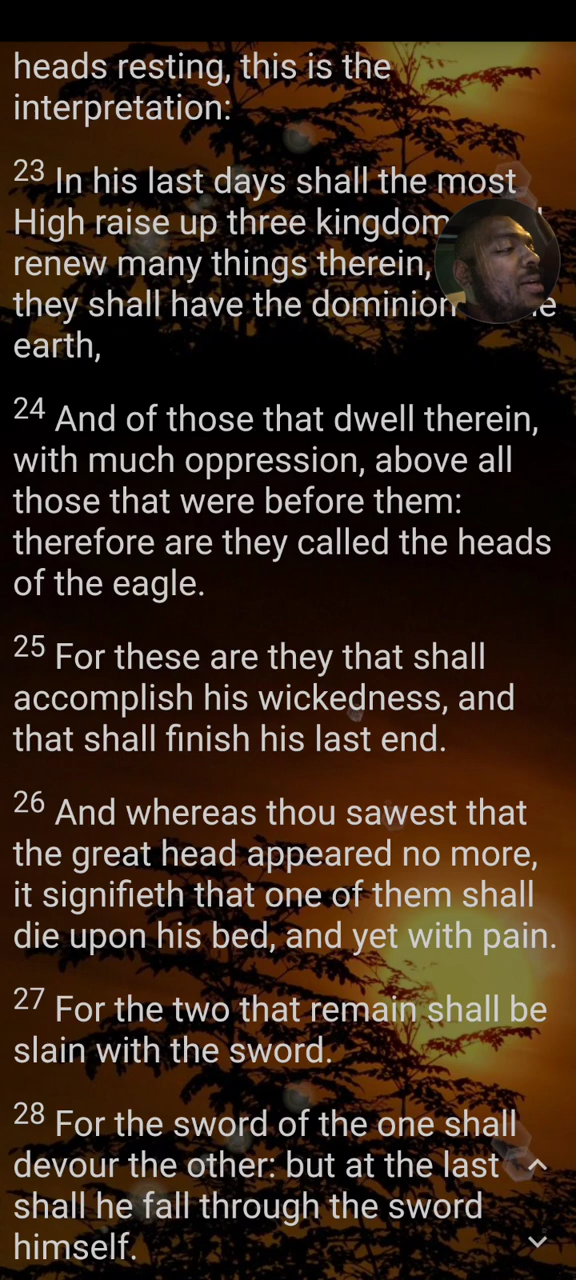 heads resting, this is the
interpretation:
23 In his last days shall the most
High raise up three
renew many things therein,
they shall have the dominion
earth,
24 And of those that dwell therein,
with much oppression, above all
those that were before them:
therefore are they called the heads
of the eagle.
25 For these are they that shall
accomplish his wickedness, and
that shall finish his last end.
26 And whereas thou sawest that
the great head appeared no more,
it signifieth that one of them shall
die upon his bed, and yet with pain.
27 For the two that remain shall be
slain with the sword.
28 For the sword of the one shall
devour the other: but at the last
shall he fall through the sword
himself.